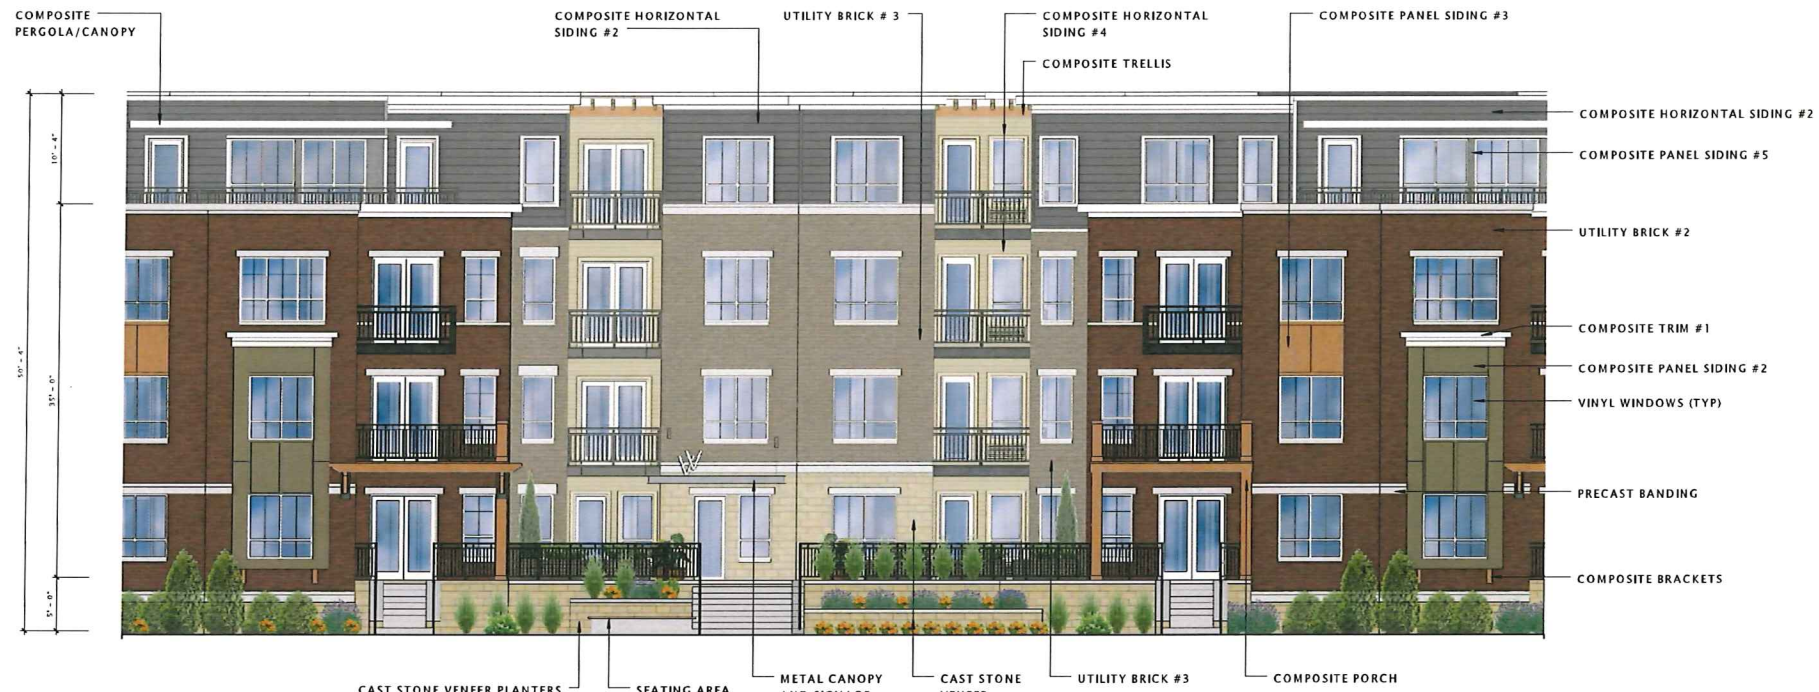 COMPOSITE
PERGOLA/CANOPY
COMPOSITE HORIZONTAL
SIDING #2
UTILITY BRICK # 3
COMPOSITE HORIZONTAL
SIDING #4
COMPOSITE TRELLIS
COMPOSITE PANEL SIDING #3
COMPOSITE HORIZONTAL SIDING #2
COMPOSITE PANEL SIDING #5
UTILITY BRICK #2
COMPOSITE TRIM #1
COMPOSITE PANEL SIDING #2
VINYL WINDOWS (TYP)
PRECAST BANDING
COMPOSITE BRACKETS
10' - 4"
50' - 4"
35' - 0"
5' - 0"
W
CAST STONE VENEER PLANTERS
SEATING AREA
METAL CANOPY
AND SIGNAGE
CAST STONE
VENEER
UTILITY BRICK #3
COMPOSITE PORCH